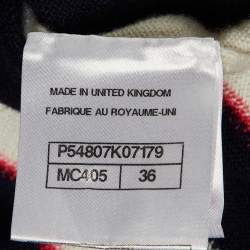 MADE IN UNITED KINGDOM
FABRIQUE AU ROYAUME-UNI
P54807K07179
MC405 36